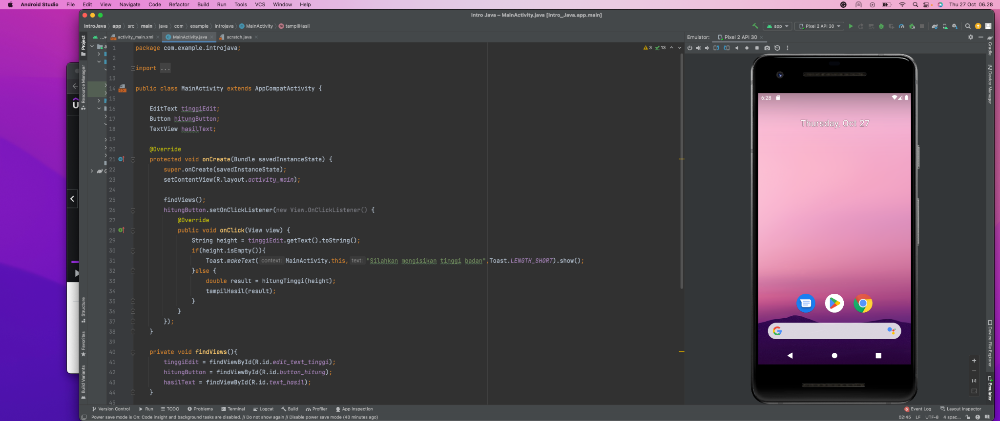 Android Studio File Edit View Navigate Code Refactor Build Run Tools VCS Window Help Thu 27 Oct 06.28
Intro Java – MainActivity.java [Intro_Java.app.main]
IntroJava app src main java com example introjava MainActivity tampilHasil app Pixel 2 API 30
activity_main.xml MainActivity.java scratch.java Emulator: Pixel 2 API 30
1 package com.example.introjava; 3 13
2
3 import ...
13
14 public class MainActivity extends AppCompatActivity {
15
16 EditText tinggiEdit;
17 Button hitungButton;
18 TextView hasilText;
19
20 @Override
21 protected void onCreate(Bundle savedInstanceState) {
22 super.onCreate(savedInstanceState);
23 setContentView(R.layout.activity_main);
24
25 findViews();
26 hitungButton.setOnClickListener(new View.OnClickListener() {
27 @Override
28 public void onClick(View view) {
29 String height = tinggiEdit.getText().toString();
30 if(height.isEmpty()){
31 Toast.makeText( context: MainActivity.this, text: "Silahkan mengisikan tinggi badan",Toast.LENGTH_SHORT).show();
32 }else {
33 double result = hitungTinggi(height);
34 tampilHasil(result);
35 }
36 }
37 });
38 }
39
40 private void findViews(){
41 tinggiEdit = findViewById(R.id.edit_text_tinggi);
42 hitungButton = findViewById(R.id.button_hitung);
43 hasilText = findViewById(R.id.text_hasil);
44 }
45
Project
Resource Manager
Structure
Favorites
Build Variants
6:28
Thursday, Oct 27
Gradle
Device Manager
Device File Explorer
Emulator
1:1
Version Control Run TODO Problems Terminal Logcat Build Profiler App Inspection 5 Event Log Layout Inspector
Power save mode is On: Code insight and background tasks are disabled. // Do not show again // Disable power save mode (40 minutes ago) 52:45 LF UTF-8 4 spac...